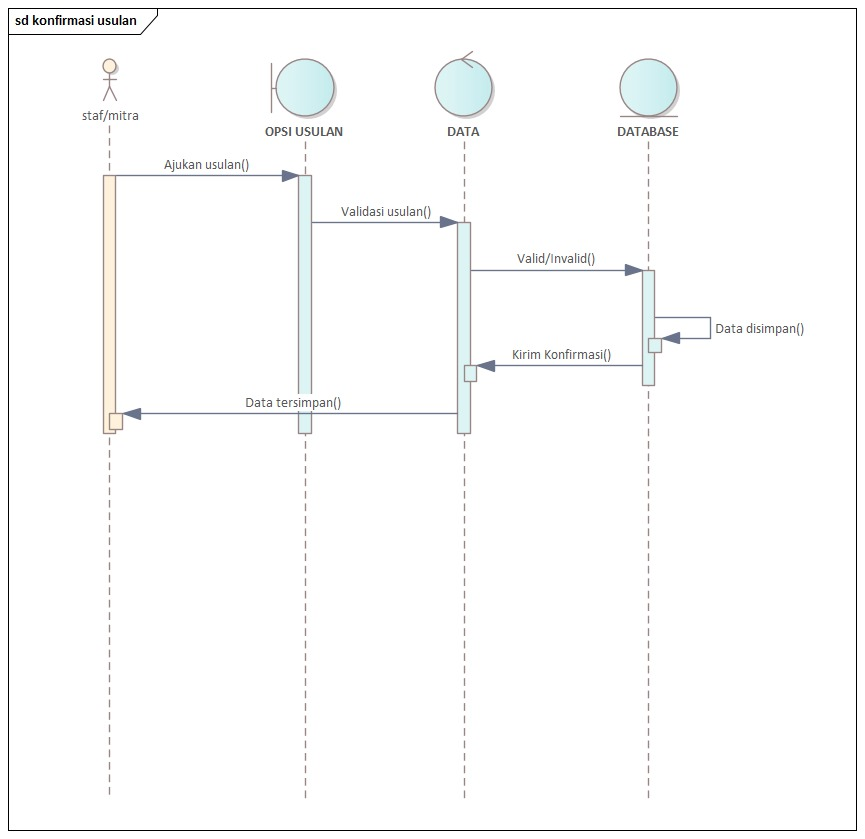 sd konfirmasi usulan
staf/mitra
OPSI USULAN
DATA
DATABASE
Ajukan usulan()
Validasi usulan()
Valid/Invalid()
Data disimpan()
Kirim Konfirmasi()
Data tersimpan()